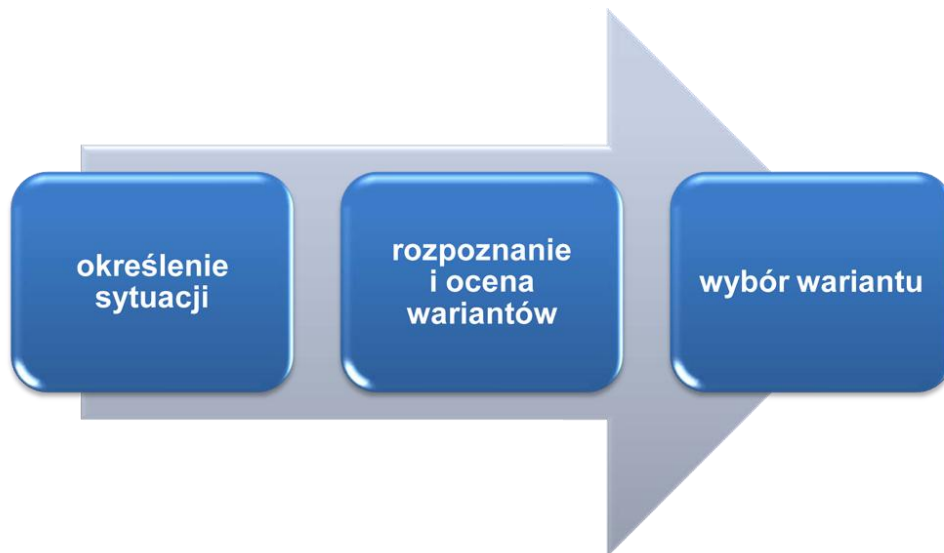 określenie
sytuacji
rozpoznanie
i ocena
wariantów
wybór wariantu